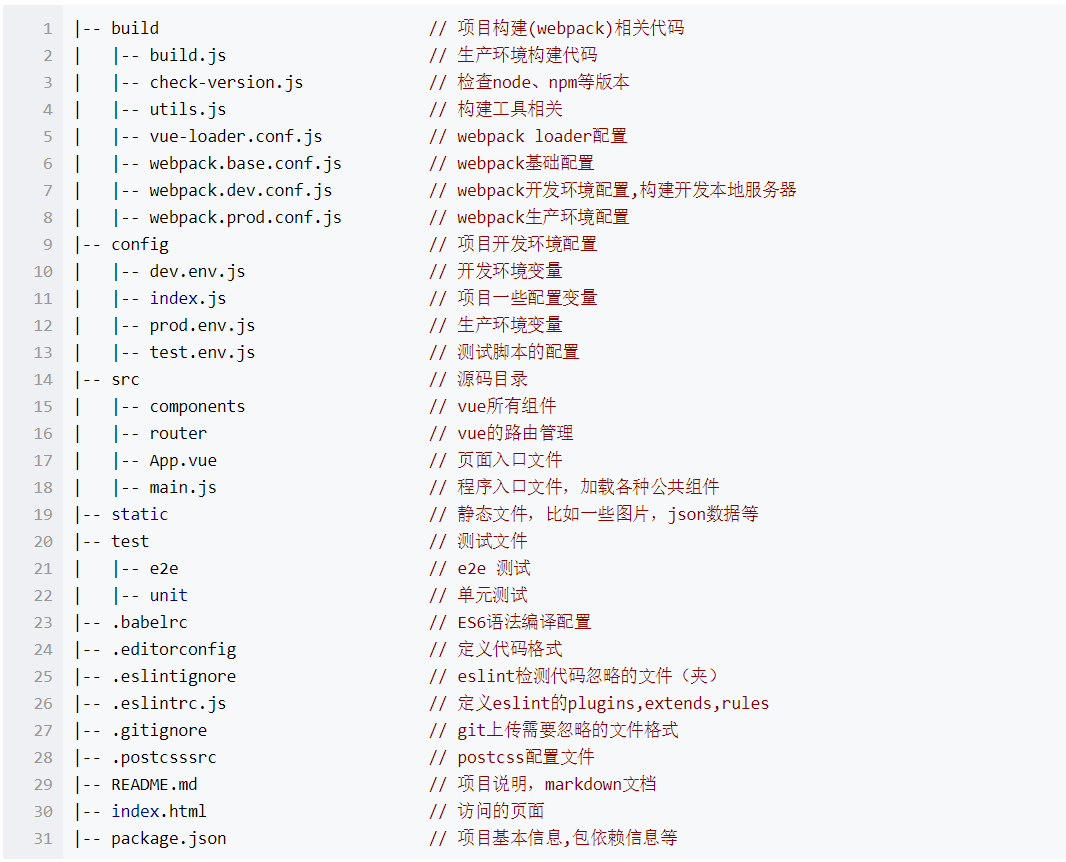 1 |-- build // 项目构建(webpack)相关代码
2 | |-- build.js // 生产环境构建代码
3 | |-- check-version.js // 检查node、npm等版本
4 | |-- utils.js // 构建工具相关
5 | |-- vue-loader.conf.js // webpack loader配置
6 | |-- webpack.base.conf.js // webpack基础配置
7 | |-- webpack.dev.conf.js // webpack开发环境配置,构建开发本地服务器
8 | |-- webpack.prod.conf.js // webpack生产环境配置
9 |-- config // 项目开发环境配置
10 | |-- dev.env.js // 开发环境变量
11 | |-- index.js // 项目一些配置变量
12 | |-- prod.env.js // 生产环境变量
13 | |-- test.env.js // 测试脚本的配置
14 |-- src // 源码目录
15 | |-- components // vue所有组件
16 | |-- router // vue的路由管理
17 | |-- App.vue // 页面入口文件
18 | |-- main.js // 程序入口文件，加载各种公共组件
19 |-- static // 静态文件，比如一些图片，json数据等
20 |-- test // 测试文件
21 | |-- e2e // e2e 测试
22 | |-- unit // 单元测试
23 |-- .babelrc // ES6语法编译配置
24 |-- .editorconfig // 定义代码格式
25 |-- .eslintignore // eslint检测代码忽略的文件（夹）
26 |-- .eslintrc.js // 定义eslint的plugins,extends,rules
27 |-- .gitignore // git上传需要忽略的文件格式
28 |-- .postcsssrc // postcss配置文件
29 |-- README.md // 项目说明，markdown文档
30 |-- index.html // 访问的页面
31 |-- package.json // 项目基本信息,包依赖信息等